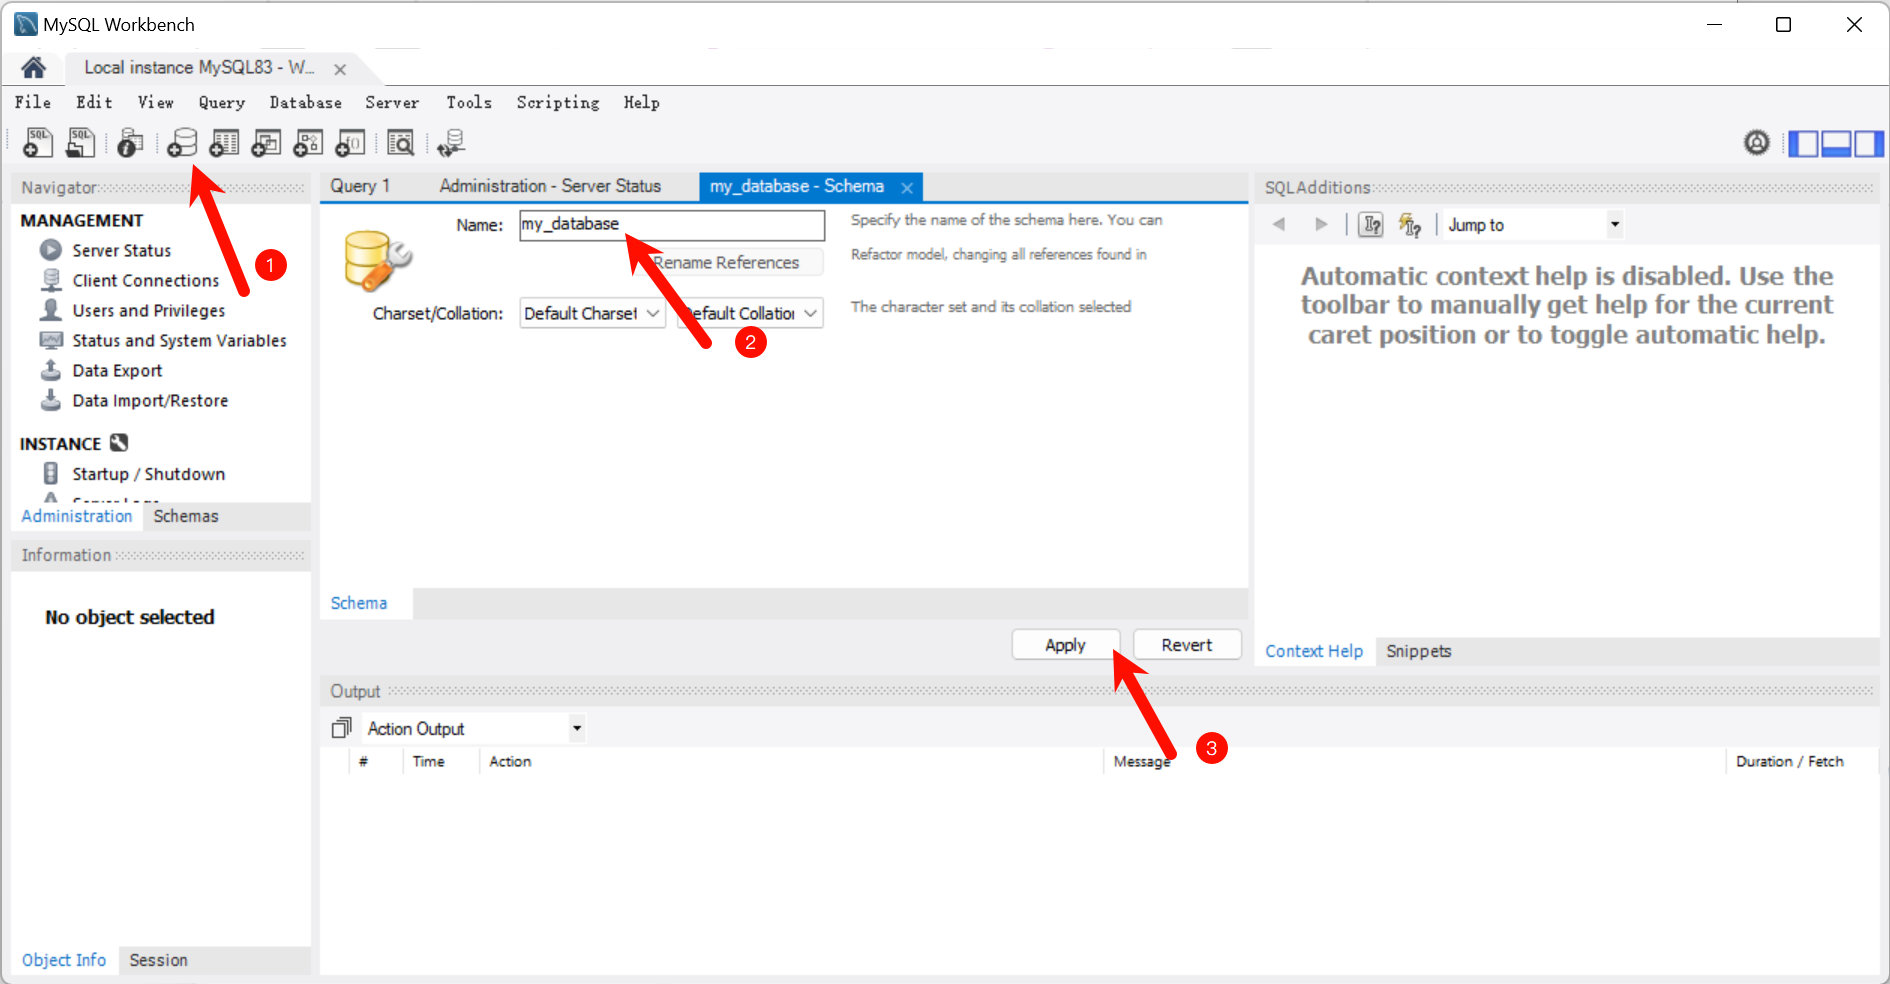 MySQL Workbench
Local instance MySQL83 - W...
File Edit View Query Database Server Tools Scripting Help
SQL SQL
Navigator
MANAGEMENT
Server Status
Client Connections
Users and Privileges
Status and System Variables
Data Export
Data Import/Restore
INSTANCE
Startup / Shutdown
Server Logs
Administration Schemas
Information
No object selected
Object Info Session
1
Query 1 Administration - Server Status my_database - Schema
Name: my_database
Specify the name of the schema here. You can
Rename References
Refactor model, changing all references found in
Charset/Collation: Default Charset Default Collation
The character set and its collation selected
2
Schema
Apply Revert
3
SQLAdditions
Jump to
Automatic context help is disabled. Use the
toolbar to manually get help for the current
caret position or to toggle automatic help.
Context Help Snippets
Output
Action Output
# Time Action Message Duration / Fetch